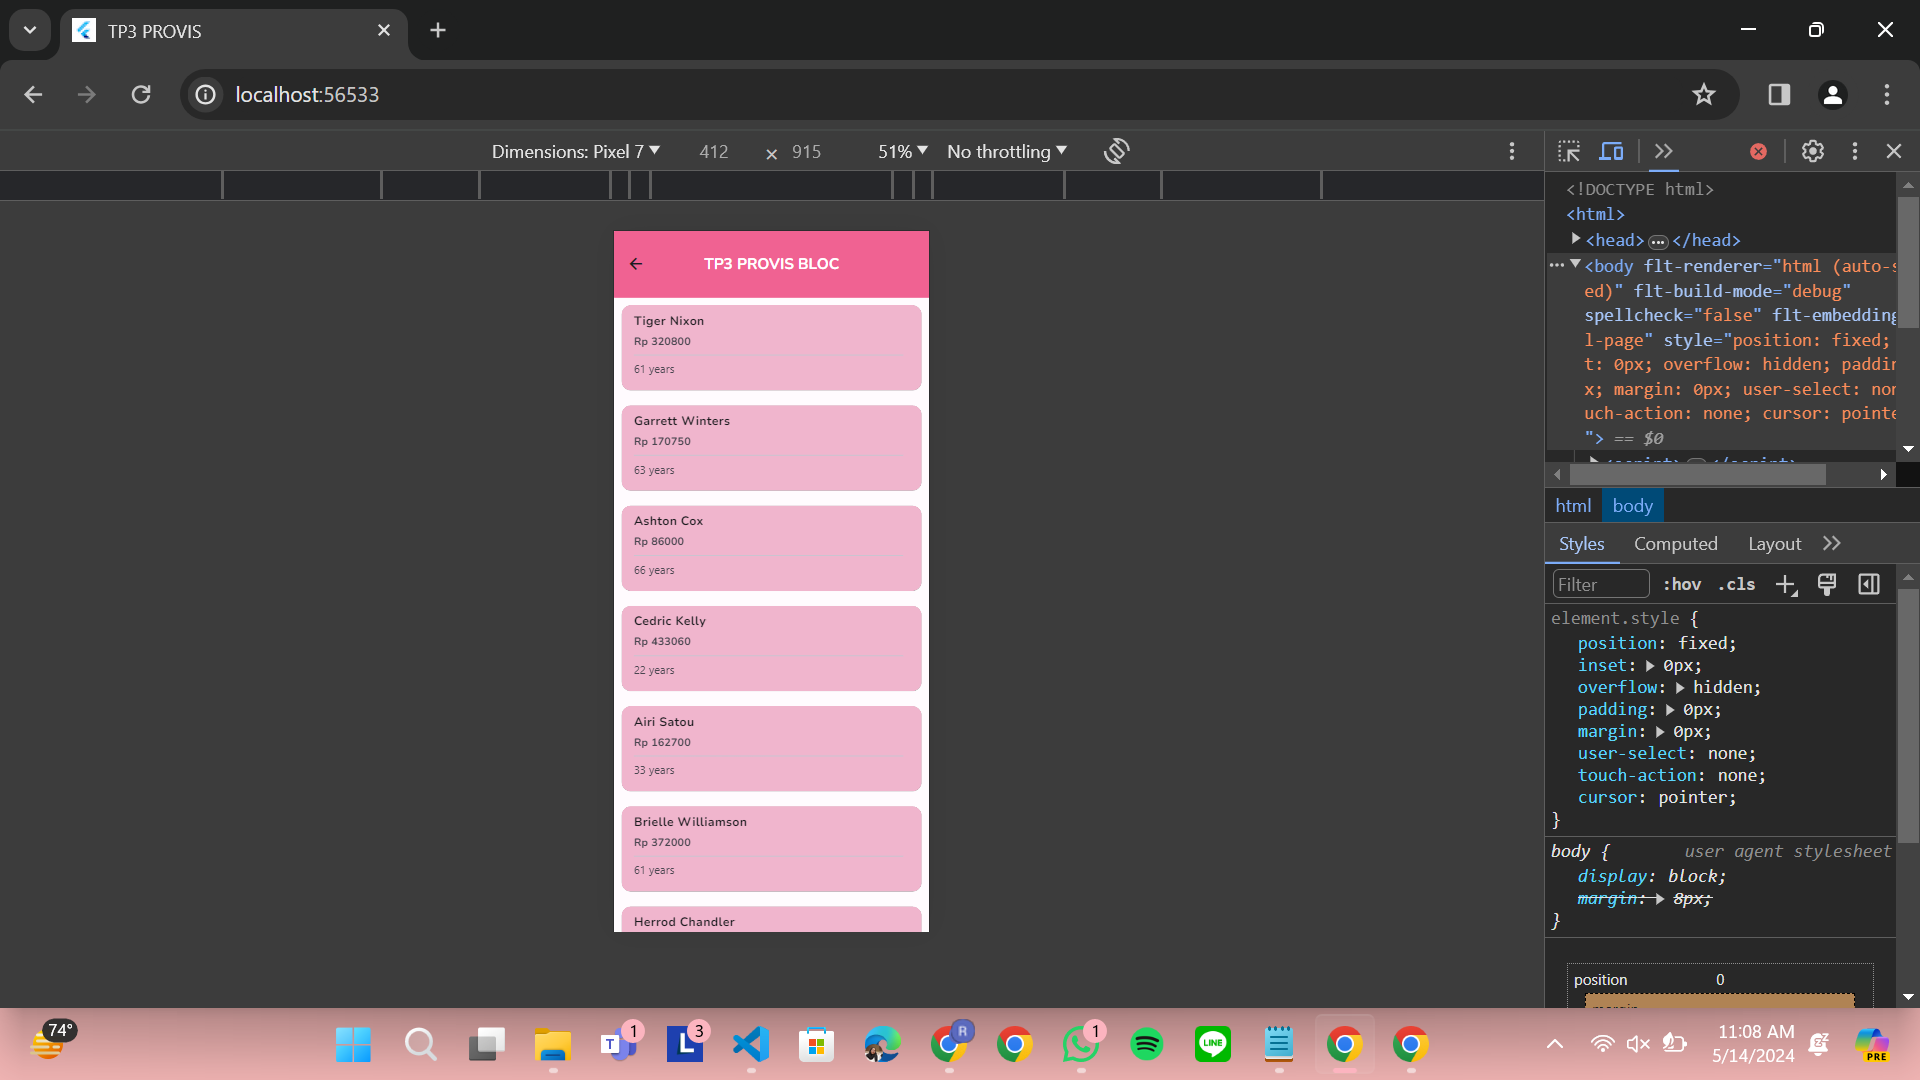 TP3 PROVIS
localhost:56533
Dimensions: Pixel 7 412 × 915 51% No throttling
TP3 PROVIS BLOC
Tiger Nixon
Rp 320800
61 years
Garrett Winters
Rp 170750
63 years
Ashton Cox
Rp 86000
66 years
Cedric Kelly
Rp 433060
22 years
Airi Satou
Rp 162700
33 years
Brielle Williamson
Rp 372000
61 years
Herrod Chandler
<!DOCTYPE html>
<html>
<head> </head>
<body flt-renderer="html (auto-s
ed)" flt-build-mode="debug"
spellcheck="false" flt-embedding
l-page" style="position: fixed;
t: 0px; overflow: hidden; paddin
x; margin: 0px; user-select: non
uch-action: none; cursor: pointe
"> == $0
html body
Styles Computed Layout
Filter :hov .cls
element.style {
position: fixed;
inset: 0px;
overflow: hidden;
padding: 0px;
margin: 0px;
user-select: none;
touch-action: none;
cursor: pointer;
}
body { user agent stylesheet
display: block;
margin: 8px;
}
position 0
74°
T 1
L 3
R
1
LINE
11:08 AM
5/14/2024
PRE